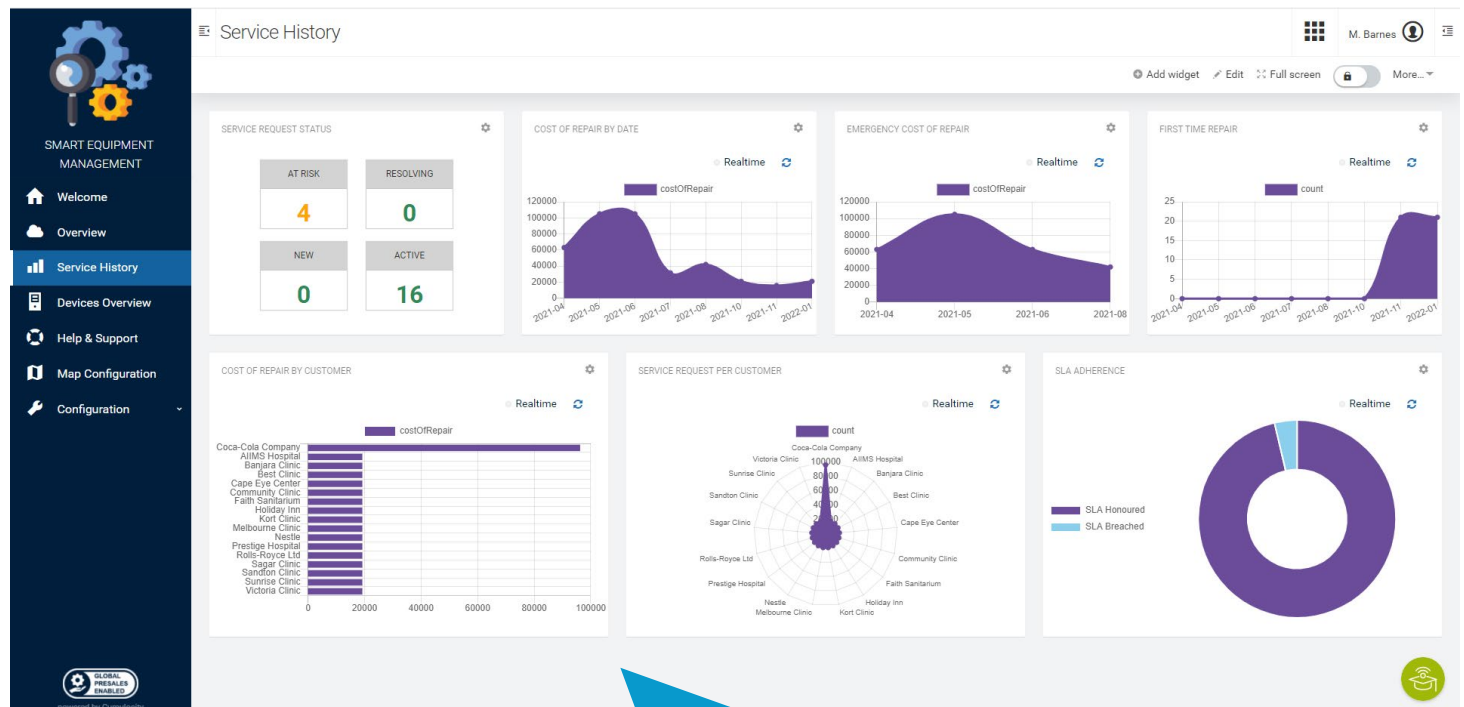 Service History
M. Barnes
Add widget Edit Full screen More...
SMART EQUIPMENT
MANAGEMENT
Welcome
Overview
Service History
Devices Overview
Help & Support
Map Configuration
Configuration
GLOBAL
PRESALES
ENABLED
SERVICE REQUEST STATUS
AT RISK RESOLVING
4 0
NEW ACTIVE
0 16
COST OF REPAIR BY DATE
Realtime
costOfRepair
120000
100000
80000
60000
40000
20000
0
2021-04 2021-05 2021-06 2021-07 2021-08 2021-10 2021-11 2022-01
EMERGENCY COST OF REPAIR
Realtime
costOfRepair
120000
100000
80000
60000
40000
20000
0
2021-04 2021-05 2021-06 2021-08
FIRST TIME REPAIR
Realtime
count
25
20
15
10
5
0
2021-04 2021-05 2021-06 2021-07 2021-08 2021-10 2021-11 2022-01
COST OF REPAIR BY CUSTOMER
Realtime
costOfRepair
Coca-Cola Company
AIIMS Hospital
Banjara Clinic
Best Clinic
Cape Eye Center
Community Clinic
Faith Sanitarium
Holiday Inn
Kort Clinic
Melbourne Clinic
Nestle
Prestige Hospital
Rolls-Royce Ltd
Sagar Clinic
Sandton Clinic
Sunrise Clinic
Victoria Clinic
0 20000 40000 60000 80000 100000
SERVICE REQUEST PER CUSTOMER
Realtime
count
Coca-Cola Company
Victoria Clinic 100000 AIIMS Hospital
Sunrise Clinic Banjara Clinic
Sandton Clinic Best Clinic
Sagar Clinic Cape Eye Center
Rolls-Royce Ltd Community Clinic
Prestige Hospital Faith Sanitarium
Nestle Holiday Inn
Melbourne Clinic Kort Clinic
SLA ADHERENCE
Realtime
SLA Honoured
SLA Breached